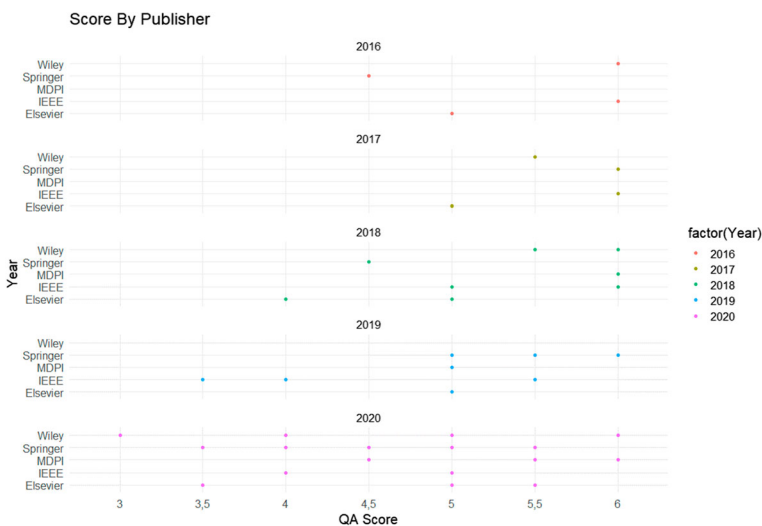 Score By Publisher
2016
Wiley
Springer
MDPI
IEEE
Elsevier
2017
Wiley
Springer
MDPI
IEEE
Elsevier
2018
Wiley
Springer
MDPI
IEEE
Elsevier
2019
Wiley
Springer
MDPI
IEEE
Elsevier
2020
Wiley
Springer
MDPI
IEEE
Elsevier
3 3,5 4 4,5 5 5,5 6
QA Score
Year
factor(Year)
2016
2017
2018
2019
2020